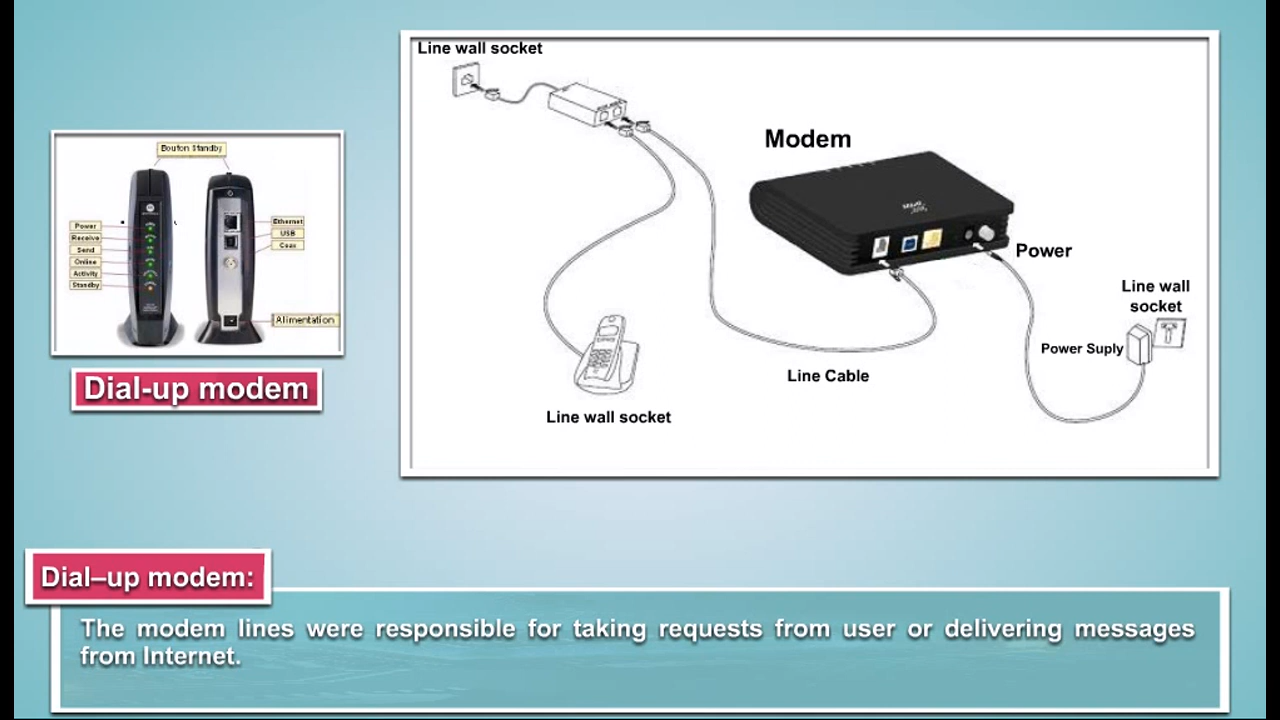 Line wall socket
Modem
Power
Line wall
socket
Power Suply
Line Cable
Line wall socket
Bouton Standby
Power
Receive
Send
Online
Activity
Standby
Ethernet
USB
Coax
Alimentation
Dial-up modem
Dial–up modem:
The modem lines were responsible for taking requests from user or delivering messages
from Internet.